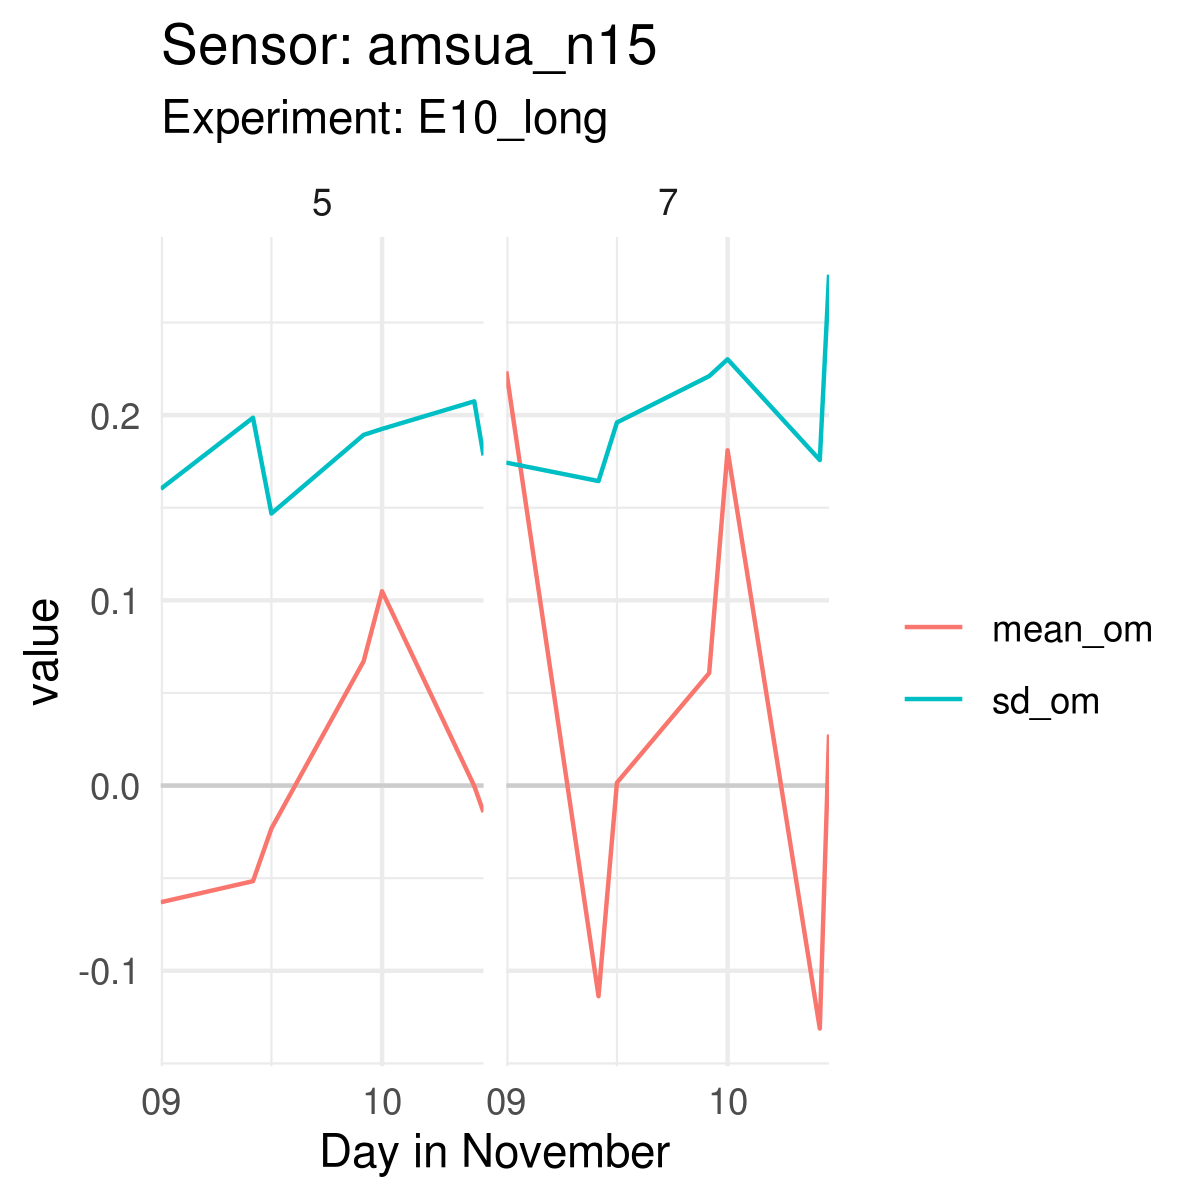 Sensor: amsua_n15
Experiment: E10_long
5 7
0.2
0.1
0.0
-0.1
value
09 10 09 10
Day in November
mean_om
sd_om